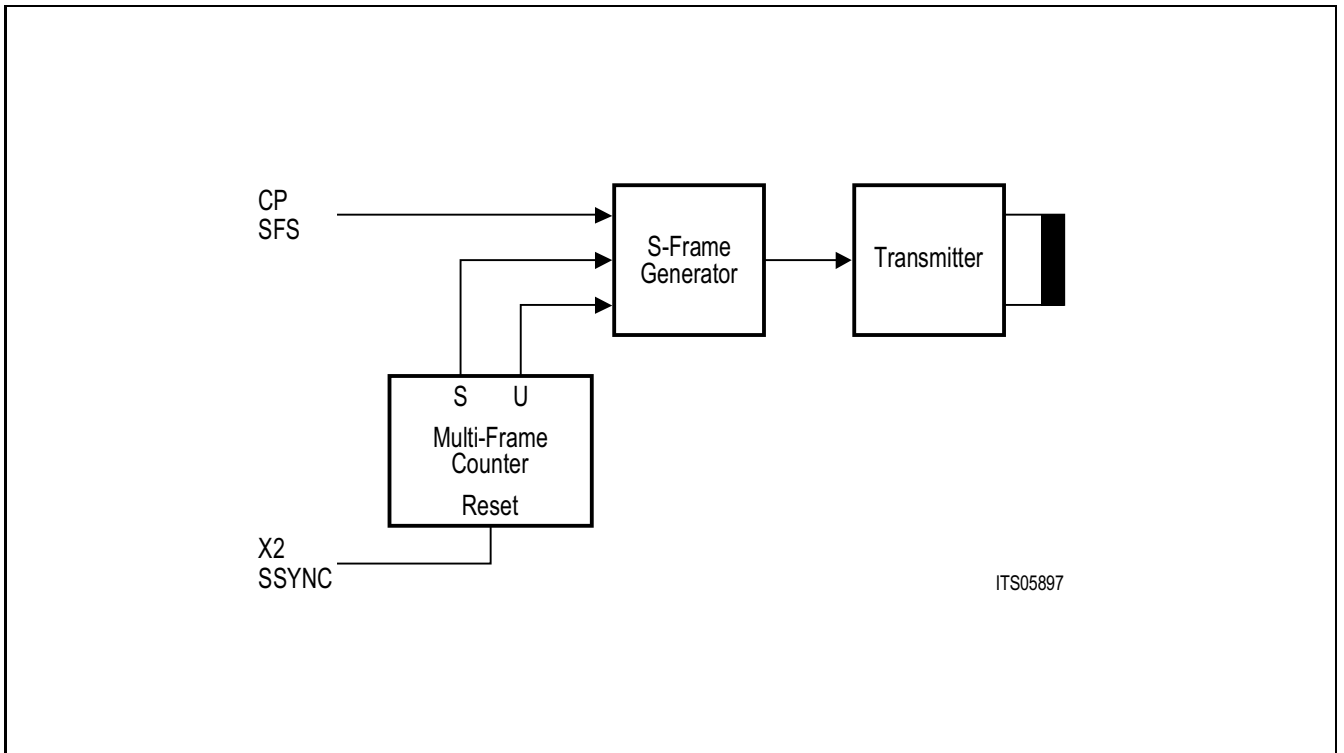 CP
SFS
S-Frame
Generator
Transmitter
S U
Multi-Frame
Counter
Reset
X2
SSYNC
ITS05897